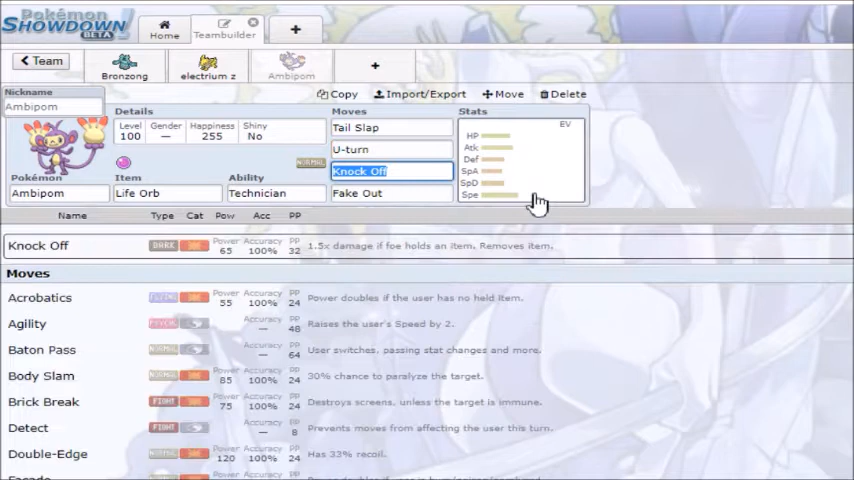 POKÉMON
SHOWDOWN!
BETA
Home
Teambuilder
+
< Team
Bronzong
electrium z
Ambipom
+
Nickname
Ambipom
Copy
Import/Export
Move
Delete
Details
Level
100
Gender
—
Happiness
255
Shiny
No
NORMAL
Pokémon
Ambipom
Item
Life Orb
Ability
Technician
Moves
Tail Slap
U-turn
Knock Off
Fake Out
Stats
EV
HP
Atk
Def
SpA
SpD
Spe
Name Type Cat Pow Acc PP
Knock Off DARK Power 65 Accuracy 100% PP 32 1.5x damage if foe holds an item. Removes item.
Moves
Acrobatics FLYING Power 55 Accuracy 100% PP 24 Power doubles if the user has no held item.
Agility PSYCHC Accuracy — PP 48 Raises the user's Speed by 2.
Baton Pass NORMAL Accuracy — PP 64 User switches, passing stat changes and more.
Body Slam NORMAL Power 85 Accuracy 100% PP 24 30% chance to paralyze the target.
Brick Break FIGHT Power 75 Accuracy 100% PP 24 Destroys screens, unless the target is immune.
Detect FIGHT Accuracy — PP 8 Prevents moves from affecting the user this turn.
Double-Edge NORMAL Power 120 Accuracy 100% PP 24 Has 33% recoil.